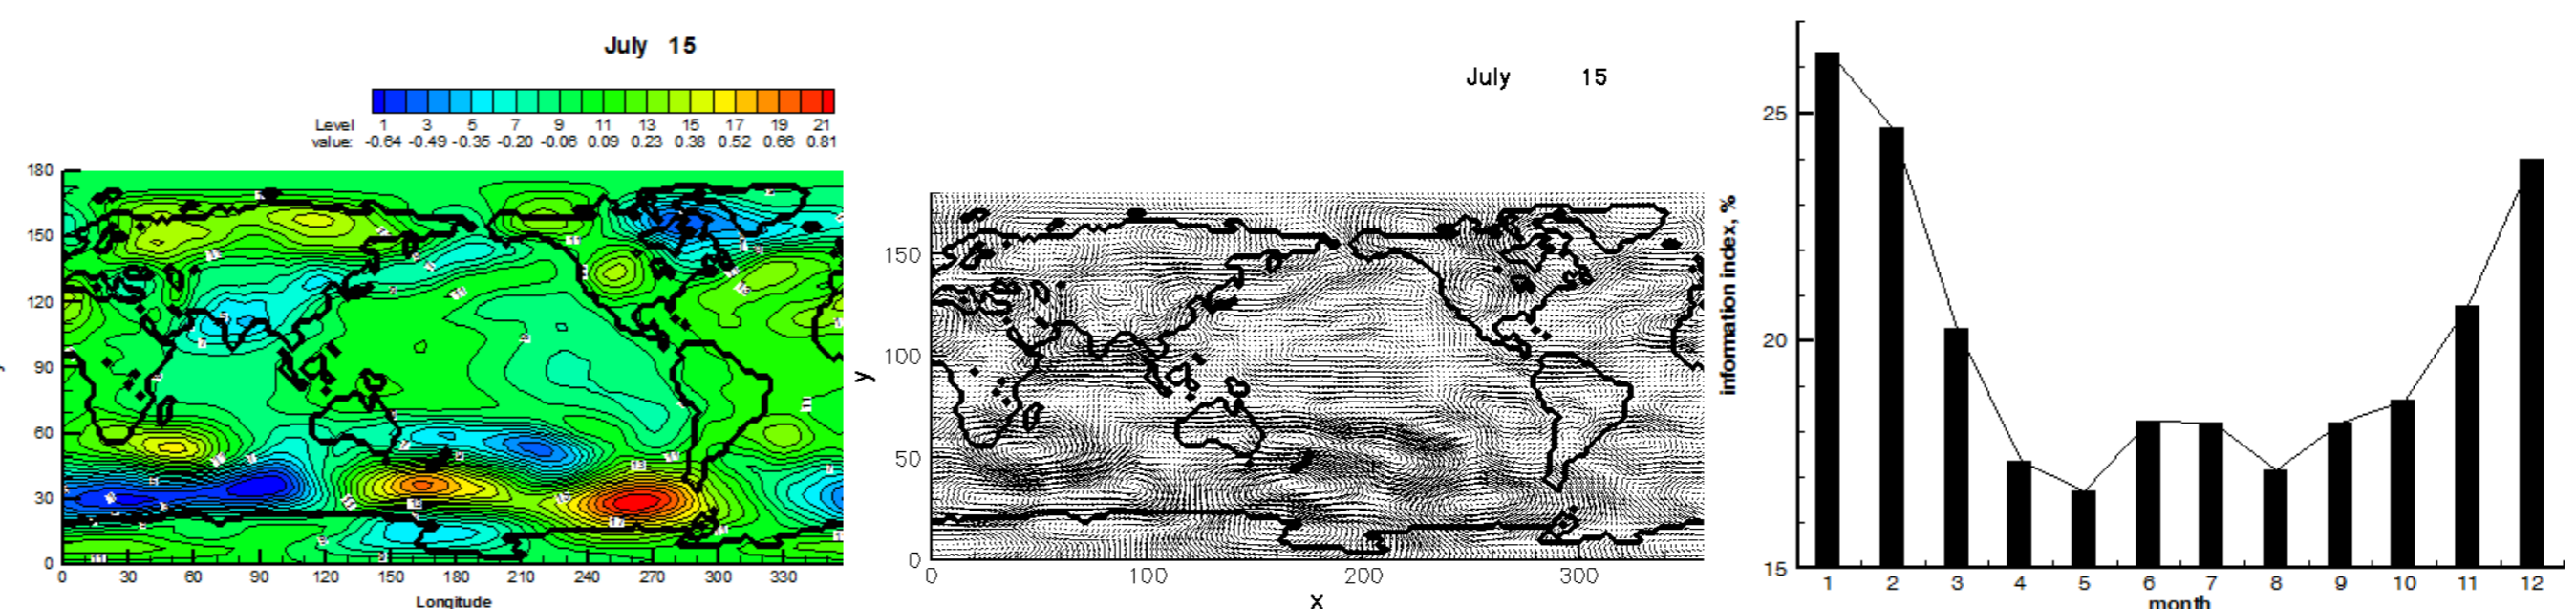 July 15
Level 1 3 5 7 9 11 13 15 17 19 21
value: -0.64 -0.49 -0.35 -0.20 -0.06 0.09 0.23 0.38 0.52 0.66 0.81
180
150
120
90
60
30
0
0 30 60 90 120 150 180 210 240 270 300 330
Longitude
July 15
y
150
100
50
0
0 100 200 300
x
information index, %
25
20
15
1 2 3 4 5 6 7 8 9 10 11 12
month